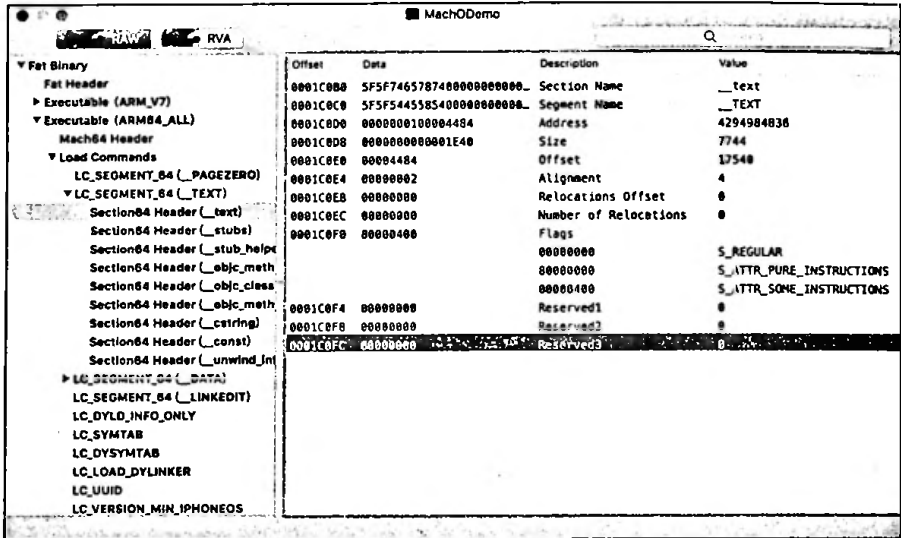 MachODemo
RAW RVA
Fat Binary
Fat Header
Executable (ARM_V7)
Executable (ARM64_ALL)
Mach64 Header
Load Commands
LC_SEGMENT_64 (__PAGEZERO)
LC_SEGMENT_64 (__TEXT)
Section64 Header (__text)
Section64 Header (__stubs)
Section64 Header (__stub_helpe
Section64 Header (__objc_meth
Section64 Header (__objc_class
Section64 Header (__objc_meth
Section64 Header (__cstring)
Section64 Header (__const)
Section64 Header (__unwind_inf
LC_SEGMENT_64 (__DATA)
LC_SEGMENT_64 (__LINKEDIT)
LC_DYLD_INFO_ONLY
LC_SYMTAB
LC_DYSYMTAB
LC_LOAD_DYLINKER
LC_UUID
LC_VERSION_MIN_IPHONEOS
Offset Data Description Value
0001C0B0 5F5F7465787400000000000… Section Name __text
0001C0C0 5F5F5445585400000000000… Segment Name __TEXT
0001C0D0 0000000100004484 Address 4294984836
0001C0D8 0000000000001E40 Size 7744
0001C0E0 00004484 Offset 17540
0001C0E4 00000002 Alignment 4
0001C0E8 00000000 Relocations Offset 0
0001C0EC 00000000 Number of Relocations 0
0001C0F0 80000400 Flags
00000000 S_REGULAR
80000000 S_ATTR_PURE_INSTRUCTIONS
00000400 S_ATTR_SOME_INSTRUCTIONS
0001C0F4 00000000 Reserved1 0
0001C0F8 00000000 Reserved2 0
0001C0FC 00000000 Reserved3 0